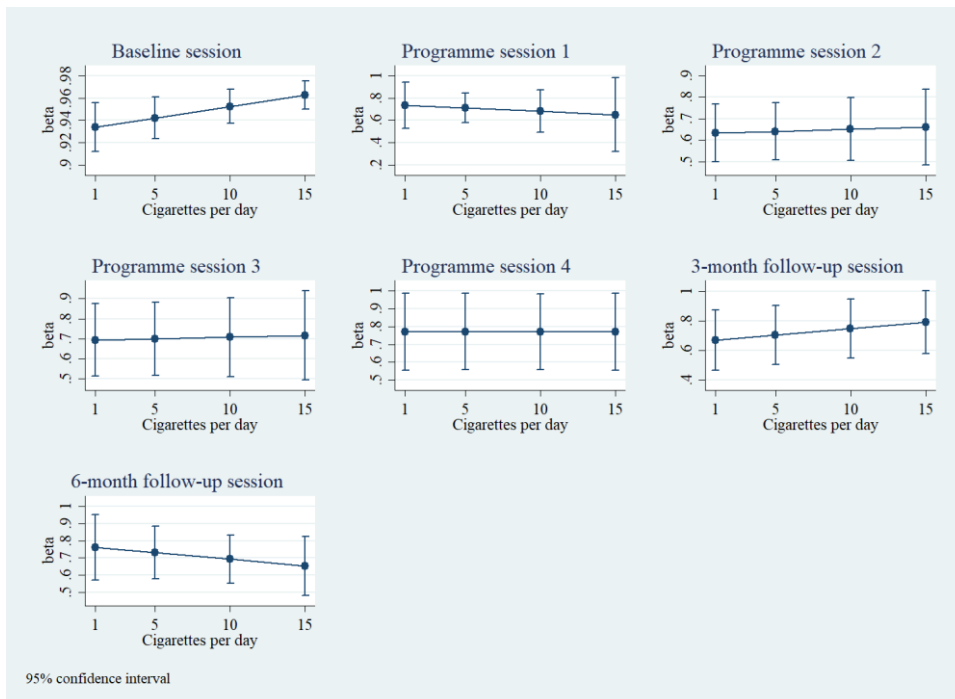 Baseline session
beta
.9 .92 .94 .96 .98
1 5 10 15
Cigarettes per day
Programme session 1
beta
.2 .4 .6 .8 1
1 5 10 15
Cigarettes per day
Programme session 2
beta
.5 .6 .7 .8 .9
1 5 10 15
Cigarettes per day
Programme session 3
beta
.5 .6 .7 .8 .9
1 5 10 15
Cigarettes per day
Programme session 4
beta
.5 .6 .7 .8 .9 1
1 5 10 15
Cigarettes per day
3-month follow-up session
beta
.4 .6 .8 1
1 5 10 15
Cigarettes per day
6-month follow-up session
beta
.5 .6 .7 .8 .9 1
1 5 10 15
Cigarettes per day
95% confidence interval